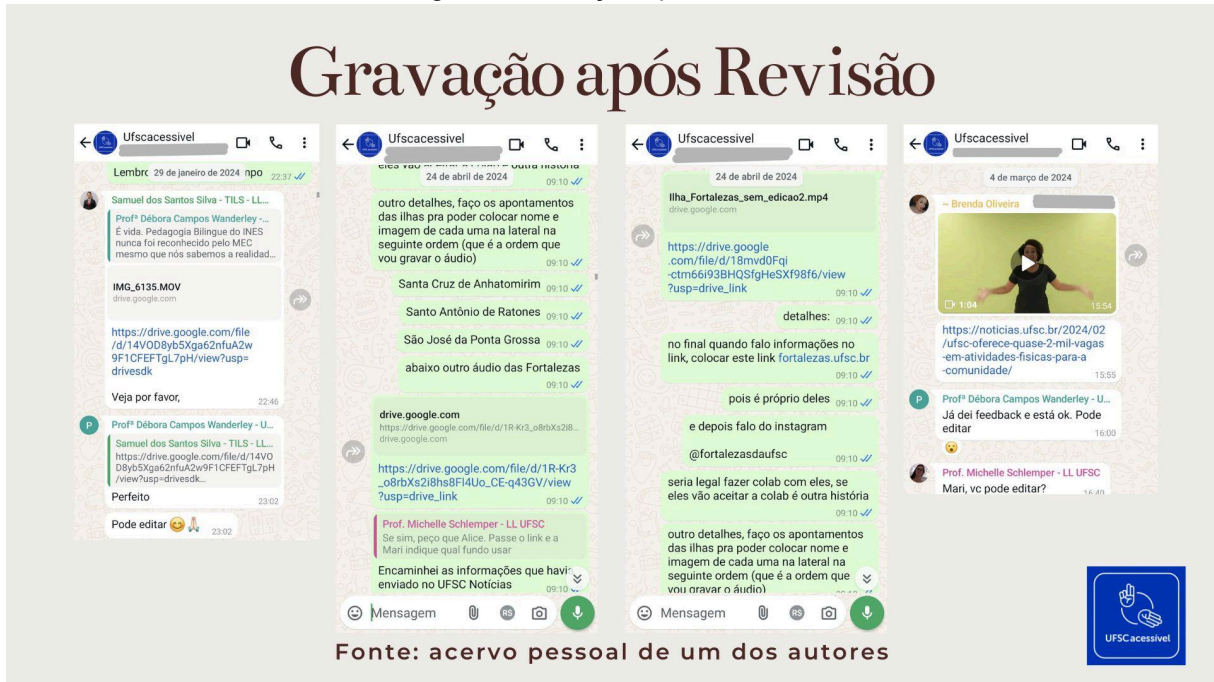 Gravação após Revisão
Ufscacessivel
Lembrc 29 de janeiro de 2024 npo 22:37
Samuel dos Santos Silva - TILS - LL...
Profª Débora Campos Wanderley -...
É vida. Pedagogia Bilingue do INES
nunca foi reconhecido pelo MEC
mesmo que nós sabemos a realidad...
IMG_6135.MOV
drive.google.com
https://drive.google.com/file
/d/14VOD8yb5Xga62nfuA2w
9F1CFEFTgL7pH/view?usp=
drivesdk
Veja por favor,
22:46
P
Profª Débora Campos Wanderley - U...
Samuel dos Santos Silva - TILS - LL...
https://drive.google.com/file/d/14VO
D8yb5Xga62nfuA2w9F1CFEFTgL7pH
/view?usp=drivesdk...
Perfeito
23:02
Pode editar 😊🙏🏻 23:02
Ufscacessivel
24 de abril de 2024
09:10
outro detalhes, faço os apontamentos
das ilhas pra poder colocar nome e
imagem de cada uma na lateral na
seguinte ordem (que é a ordem que
vou gravar o áudio) 09:10
Santa Cruz de Anhatomirim 09:10
Santo Antônio de Ratones 09:10
São José da Ponta Grossa 09:10
abaixo outro áudio das Fortalezas
09:10
drive.google.com
https://drive.google.com/file/d/1R-Kr3_o8rbXs2i8...
drive.google.com
https://drive.google.com/file/d/1R-Kr3
_o8rbXs2i8hs8Fl4Uo_CE-q43GV/view
?usp=drive_link 09:10
Prof. Michelle Schlemper - LL UFSC
Se sim, peço que Alice. Passe o link e a
Mari indique qual fundo usar
Encaminhei as informações que havia
enviado no UFSC Notícias 09:10
Mensagem RS
Ufscacessivel
24 de abril de 2024
Ilha_Fortalezas_sem_edicao2.mp4
drive.google.com
https://drive.google
.com/file/d/18mvd0Fqi
-ctm66i93BHQSfgHeSXf98f6/view
?usp=drive_link 09:10
detalhes: 09:10
no final quando falo informações no
link, colocar este link fortalezas.ufsc.br
09:10
pois é próprio deles 09:10
e depois falo do instagram
@fortalezasdaufsc 09:10
seria legal fazer colab com eles, se
eles vão aceitar a colab é outra história
09:10
outro detalhes, faço os apontamentos
das ilhas pra poder colocar nome e
imagem de cada uma na lateral na
seguinte ordem (que é a ordem que
vou gravar o áudio)
Mensagem RS
Ufscacessivel
4 de março de 2024
~ Brenda Oliveira
1:04 15:54
https://noticias.ufsc.br/2024/02
/ufsc-oferece-quase-2-mil-vagas
-em-atividades-fisicas-para-a
-comunidade/ 15:55
P
Profª Débora Campos Wanderley - U...
Já dei feedback e está ok. Pode
editar 16:00
😮
Prof. Michelle Schlemper - LL UFSC
Mari, vc pode editar? 16:40
UFSCacessível
Fonte: acervo pessoal de um dos autores